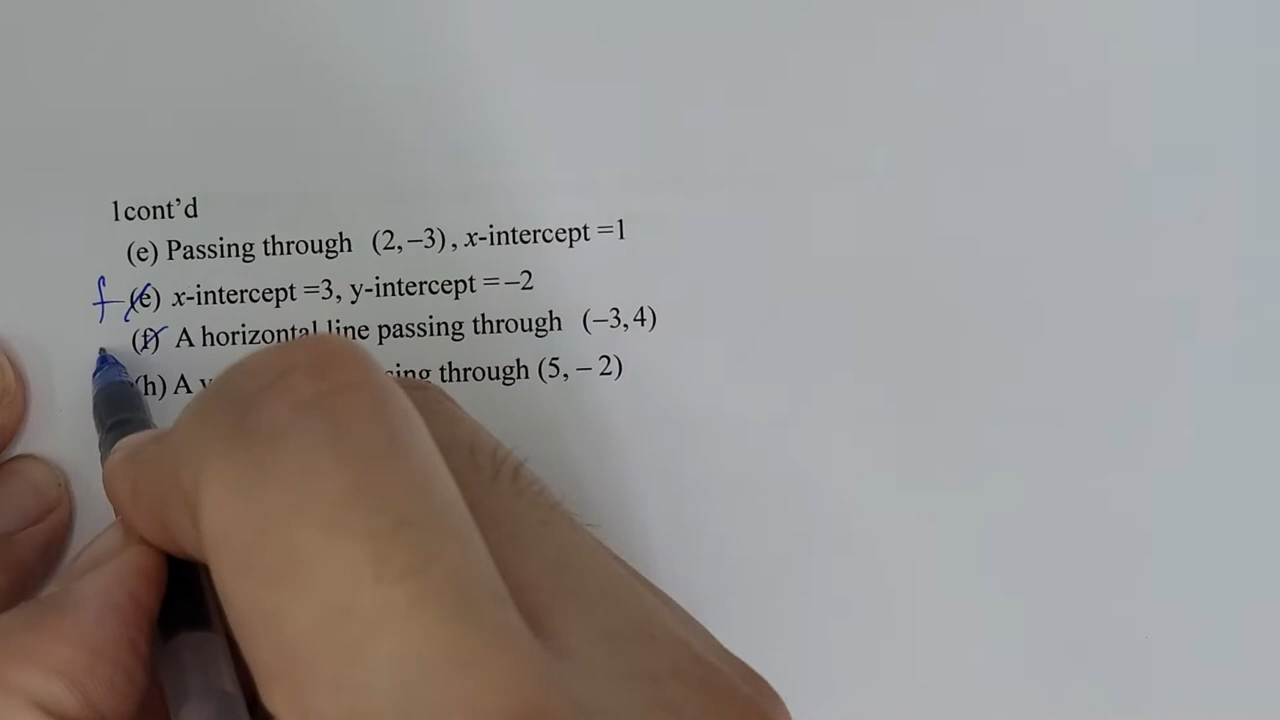 1cont'd
(e) Passing through (2,−3), x-intercept =1
f (e) x-intercept =3, y-intercept =−2
(f) A horizontal line passing through (−3,4)
(h) A through (5, −2)